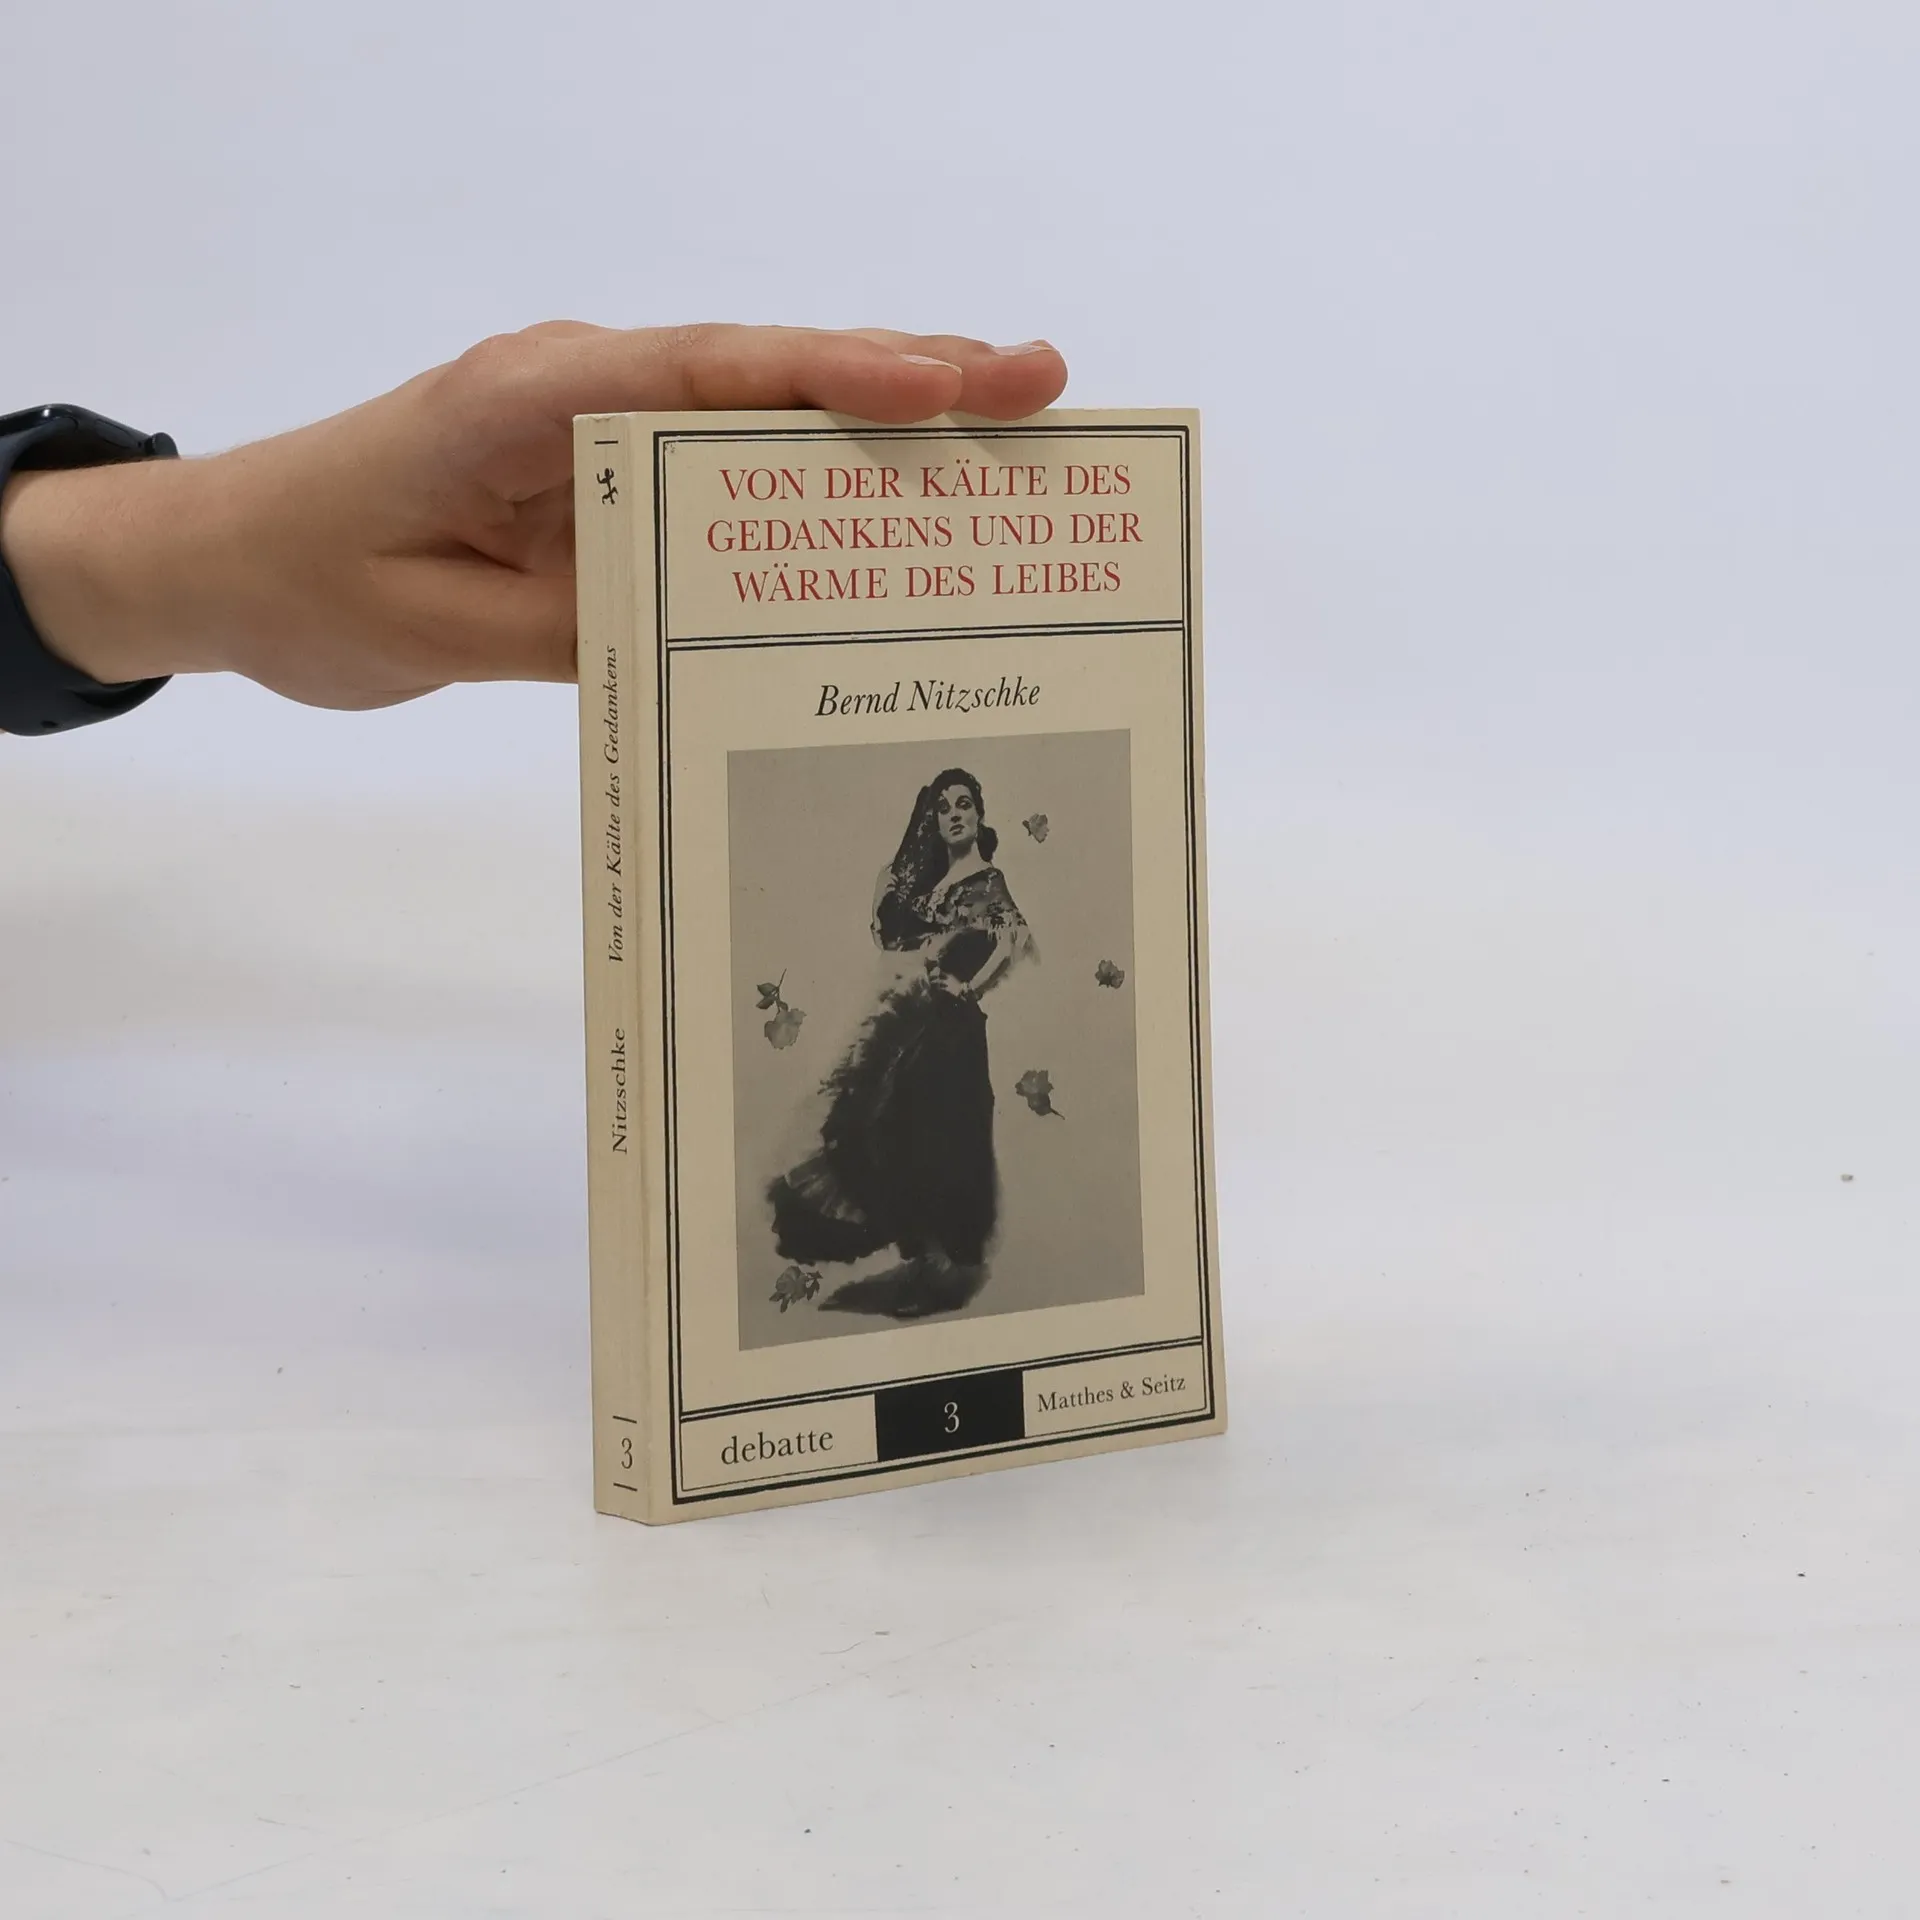 VON DER KÄLTE DES
GEDANKENS UND DER
WÄRME DES LEIBES
Bernd Nitzschke
debatte
3
Matthes & Seitz
Nitzschke Von der Kälte des Gedankens
3